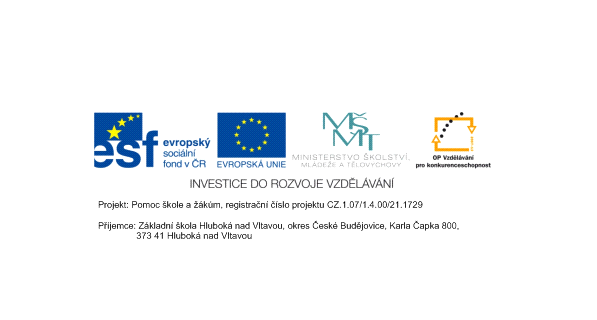 esf evropský
sociální
fond v ČR
EVROPSKÁ UNIE
MŠMT
MINISTERSTVO ŠKOLSTVÍ,
MLÁDEŽE A TĚLOVÝCHOVY
OP Vzdělávání
pro konkurenceschopnost
INVESTICE DO ROZVOJE VZDĚLÁVÁNÍ
Projekt: Pomoc škole a žákům, registrační číslo projektu CZ.1.07/1.4.00/21.1729
Příjemce: Základní škola Hluboká nad Vltavou, okres České Budějovice, Karla Čapka 800,
373 41 Hluboká nad Vltavou